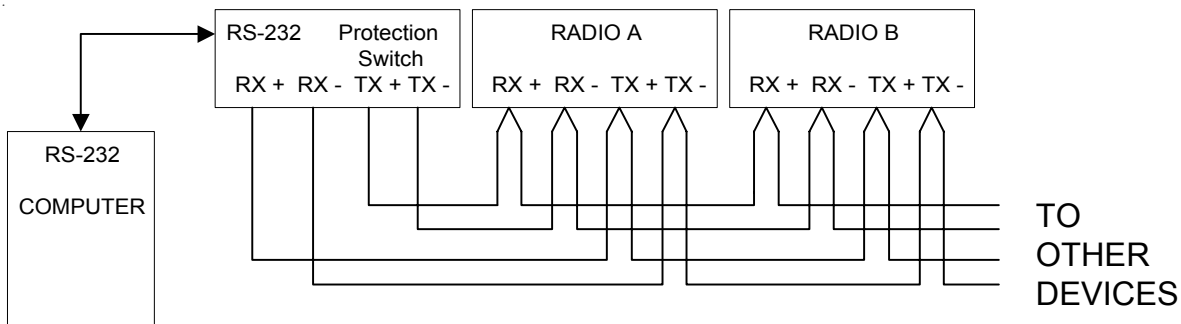 RS-232 Protection Switch
RX + RX - TX + TX -
RADIO A
RX + RX - TX + TX -
RADIO B
RX + RX - TX + TX -
RS-232
COMPUTER
TO
OTHER
DEVICES